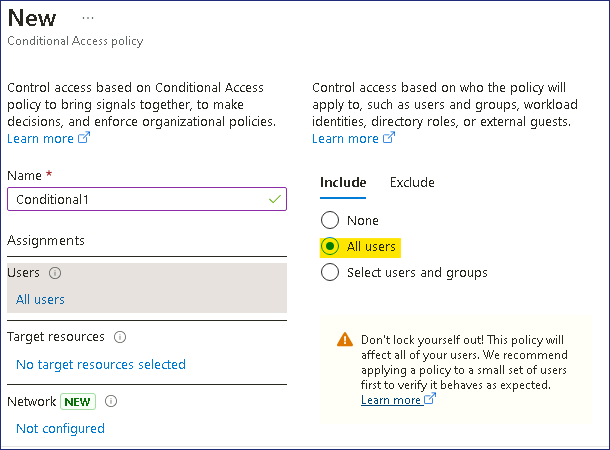 New ...
Conditional Access policy
Control access based on Conditional Access
policy to bring signals together, to make
decisions, and enforce organizational policies.
Learn more
Name *
Conditional1
Assignments
Users
All users
Target resources
No target resources selected
Network NEW
Not configured
Control access based on who the policy will
apply to, such as users and groups, workload
identities, directory roles, or external guests.
Learn more
Include Exclude
None
All users
Select users and groups
Don't lock yourself out! This policy will
affect all of your users. We recommend
applying a policy to a small set of users
first to verify it behaves as expected.
Learn more